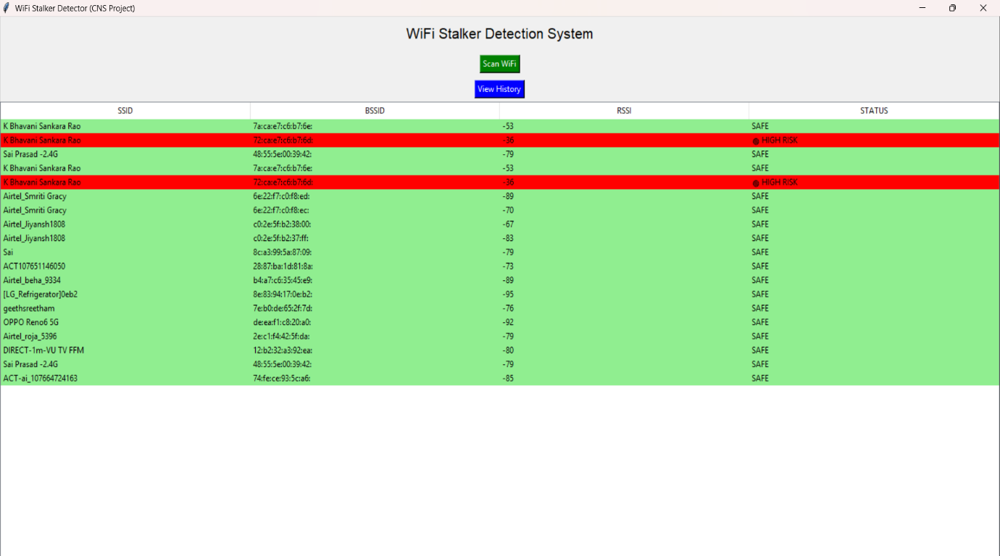 WiFi Stalker Detector (CNS Project)
WiFi Stalker Detection System
Scan WiFi
View History
SSID BSSID RSSI STATUS
K Bhavani Sankara Rao 7a:ca:e7:c6:b7:6e: -53 SAFE
K Bhavani Sankara Rao 72:ca:e7:c6:b7:6d: -36 HIGH RISK
Sai Prasad -2.4G 48:55:5e:00:39:42: -79 SAFE
K Bhavani Sankara Rao 7a:ca:e7:c6:b7:6e: -53 SAFE
K Bhavani Sankara Rao 72:ca:e7:c6:b7:6d: -36 HIGH RISK
Airtel_Smriti Gracy 6e:22:f7:c0:f8:ed: -89 SAFE
Airtel_Smriti Gracy 6e:22:f7:c0:f8:ec: -70 SAFE
Airtel_Jiyansh1808 c0:2e:5f:b2:38:00: -67 SAFE
Airtel_Jiyansh1808 c0:2e:5f:b2:37:ff: -83 SAFE
Sai 8c:a3:99:5a:87:09: -79 SAFE
ACT107651146050 28:87:ba:1d:81:8a: -73 SAFE
Airtel_beha_9334 b4:a7:c6:35:45:e9: -89 SAFE
[LG_Refrigerator]0eb2 8e:83:94:17:0e:b2: -95 SAFE
geethsreetham 7e:b0:de:65:2f:7d: -76 SAFE
OPPO Reno6 5G de:ea:f1:c8:20:a0: -92 SAFE
Airtel_roja_5396 2e:c1:f4:42:5f:da: -79 SAFE
DIRECT-1m-VU TV FFM 12:b2:32:a3:92:ea: -80 SAFE
Sai Prasad -2.4G 48:55:5e:00:39:42: -79 SAFE
ACT-ai_107664724163 74:fe:ce:93:5c:a6: -85 SAFE